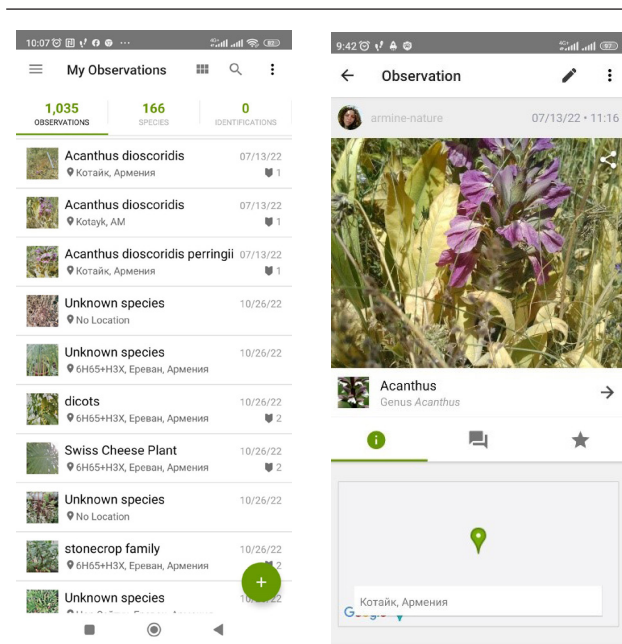 10:07
My Observations
1,035 166 0
OBSERVATIONS SPECIES IDENTIFICATIONS
Acanthus dioscoridis 07/13/22
Котайк, Армения 1
Acanthus dioscoridis 07/13/22
Kotayk, AM 1
Acanthus dioscoridis perringii 07/13/22
Котайк, Армения 1
Unknown species 10/26/22
No Location
Unknown species 10/26/22
6H65+H3X, Ереван, Армения
dicots 10/26/22
6H65+H3X, Ереван, Армения 2
Swiss Cheese Plant 10/26/22
6H65+H3X, Ереван, Армения 2
Unknown species 10/26/22
No Location
stonecrop family 10/26/22
6H65+H3X, Ереван, Армения 2
Unknown species
+
9:42
Observation
armine-nature 07/13/22 • 11:16
Acanthus
Genus Acanthus
Котайк, Армения